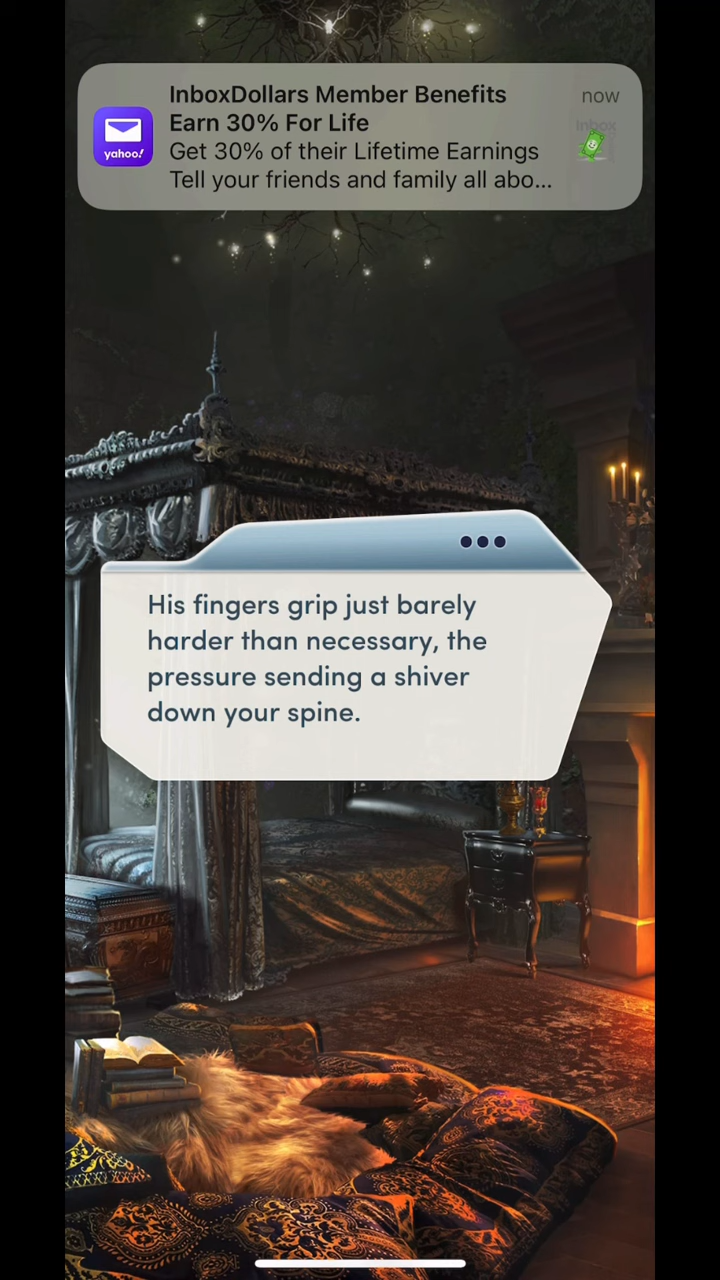 InboxDollars Member Benefits
now
Earn 30% For Life
Get 30% of their Lifetime Earnings
Tell your friends and family all abo...
yahoo!
Inbox
His fingers grip just barely
harder than necessary, the
pressure sending a shiver
down your spine.